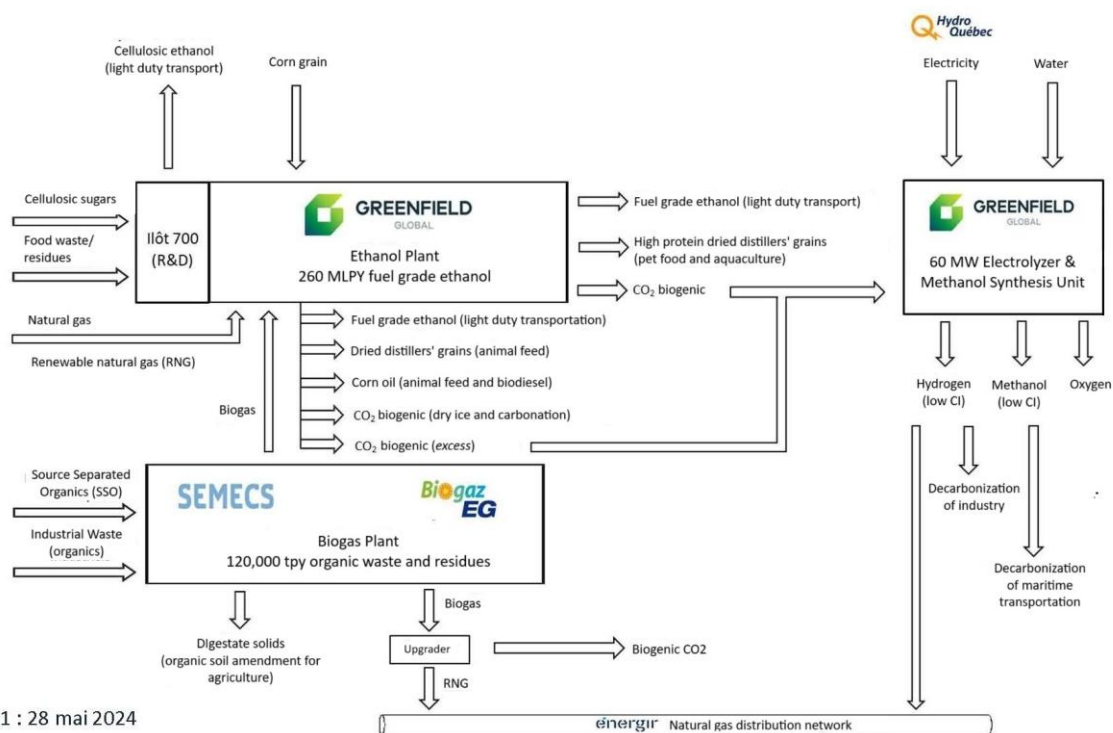 Hydro
Québec
Cellulosic ethanol
(light duty transport)
Corn grain
Electricity
Water
Cellulosic sugars
Food waste/
residues
Ilôt 700
(R&D)
GREENFIELD
GLOBAL
Ethanol Plant
260 MLPY fuel grade ethanol
Fuel grade ethanol (light duty transport)
High protein dried distillers' grains
(pet food and aquaculture)
CO₂ biogenic
GREENFIELD
GLOBAL
60 MW Electrolyzer &
Methanol Synthesis Unit
Natural gas
Renewable natural gas (RNG)
Biogas
Fuel grade ethanol (light duty transportation)
Dried distillers' grains (animal feed)
Corn oil (animal feed and biodiesel)
CO₂ biogenic (dry ice and carbonation)
CO₂ biogenic (excess)
Hydrogen
(low CI)
Methanol
(low CI)
Oxygen
Source Separated
Organics (SSO)
Industrial Waste
(organics)
SEMECS
Biogaz
EG
Biogas Plant
120,000 tpy organic waste and residues
Decarbonization
of industry
Decarbonization
of maritime
transportation
Digestate solids
(organic soil amendment for
agriculture)
Biogas
Upgrader
Biogenic CO2
RNG
1 : 28 mai 2024
énergir Natural gas distribution network